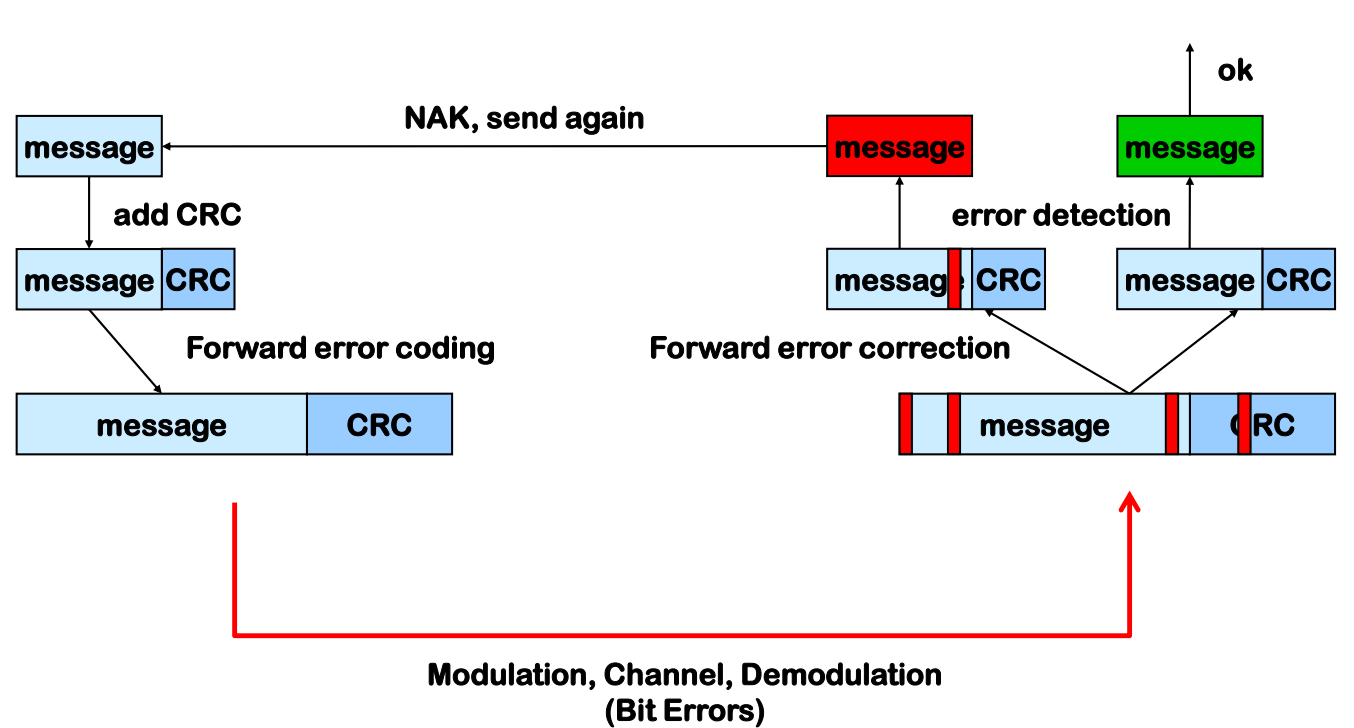 ok
NAK, send again
message
message
message
add CRC
error detection
message CRC
message CRC
message CRC
Forward error coding
Forward error correction
message CRC
message CRC
Modulation, Channel, Demodulation
(Bit Errors)